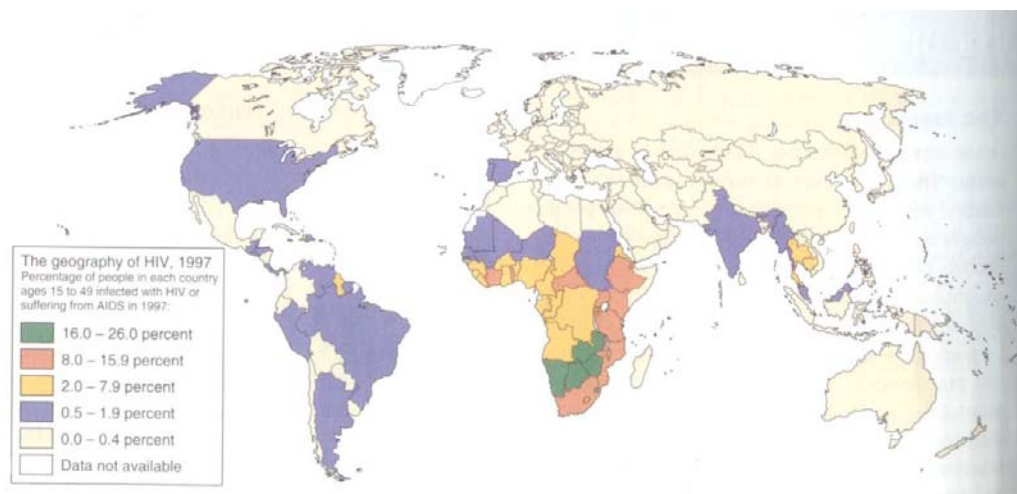 The geography of HIV, 1997
Percentage of people in each country
ages 15 to 49 infected with HIV or
suffering from AIDS in 1997:
16.0 – 26.0 percent
8.0 – 15.9 percent
2.0 – 7.9 percent
0.5 – 1.9 percent
0.0 – 0.4 percent
Data not available